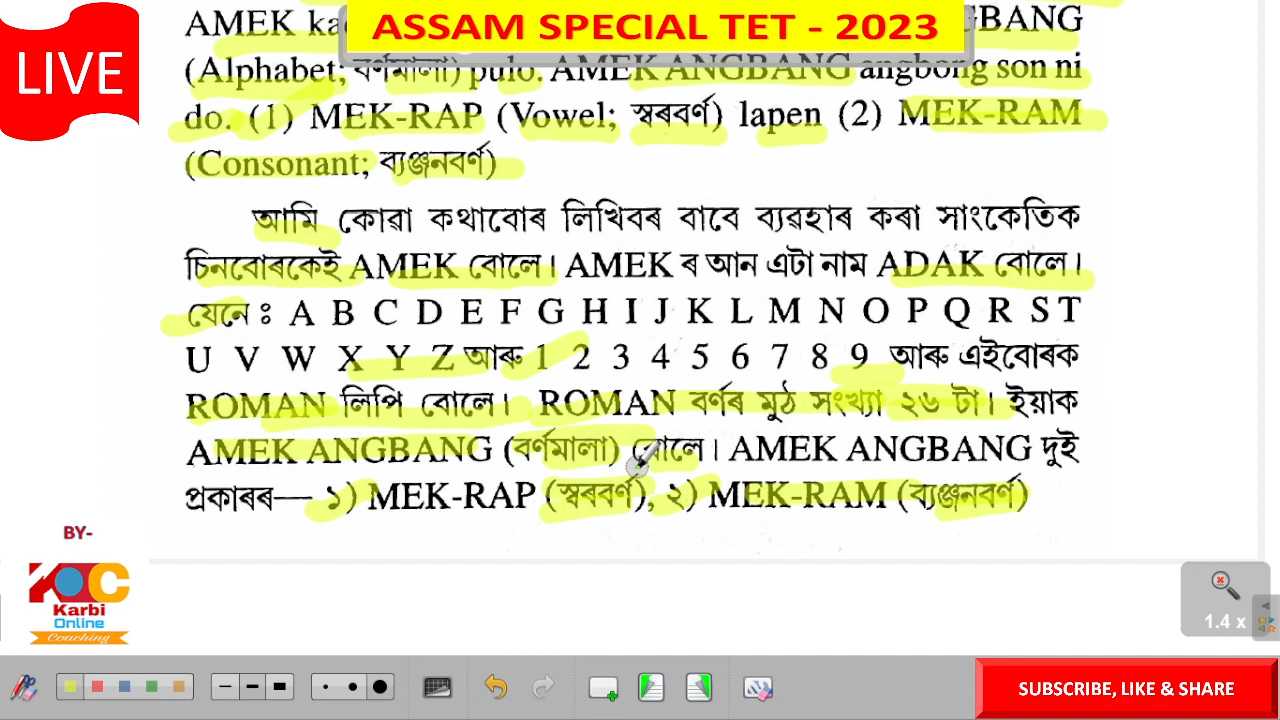 ASSAM SPECIAL TET - 2023
LIVE
AMEK
(Alphabet; বৰ্ণমালা) pulo. AMEK ANGBANG angbong son ni
do. (1) MEK-RAP (Vowel; স্বৰবৰ্ণ) lapen (2) MEK-RAM
(Consonant; ব্যঞ্জনবৰ্ণ)
আমি কোৱা কথাবোৰ লিখিবৰ বাবে ব্যৱহাৰ কৰা সাংকেতিক
চিনবোৰকেই AMEK বোলে। AMEK ৰ আন এটা নাম ADAK বোলে।
যেনে ঃ A B C D E F G H I J K L M N O P Q R S T
U V W X Y Z আৰু 1 2 3 4 5 6 7 8 9 আৰু এইবোৰক
ROMAN লিপি বোলে। ROMAN বৰ্ণৰ মুঠ সংখ্যা ২৬ টা। ইয়াক
AMEK ANGBANG (বৰ্ণমালা) বোলে। AMEK ANGBANG দুই
প্ৰকাৰৰ— ১) MEK-RAP (স্বৰবৰ্ণ), ২) MEK-RAM (ব্যঞ্জনবৰ্ণ)
BY-
KOC
Karbi
Online
Coaching
1.4 x
SUBSCRIBE, LIKE & SHARE